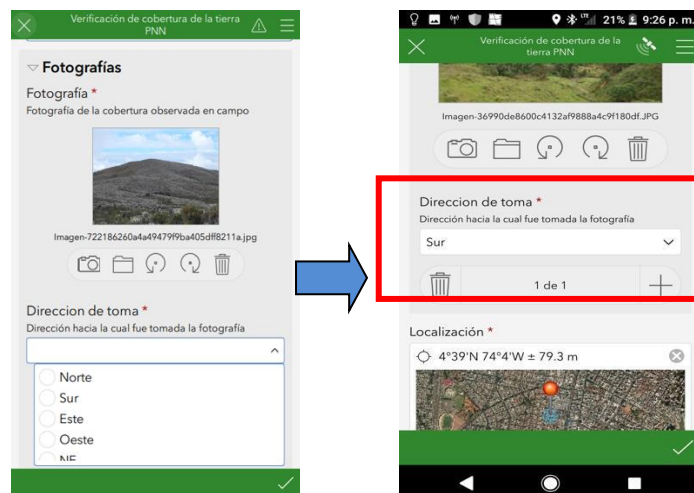 Verificación de cobertura de la tierra
PNN
Fotografías
Fotografía *
Fotografía de la cobertura observada en campo
Imagen-722186260a4a49479f9ba405dff8211a.jpg
Direccion de toma *
Dirección hacia la cual fue tomada la fotografía
Norte
Sur
Este
Oeste
NE
LTE 21% 9:26 p. m.
Verificación de cobertura de la
tierra PNN
Imagen-36990de8600c4132af9888a4c9f180df.JPG
Direccion de toma *
Dirección hacia la cual fue tomada la fotografía
Sur
1 de 1
Localización *
4°39'N 74°4'W ± 79.3 m